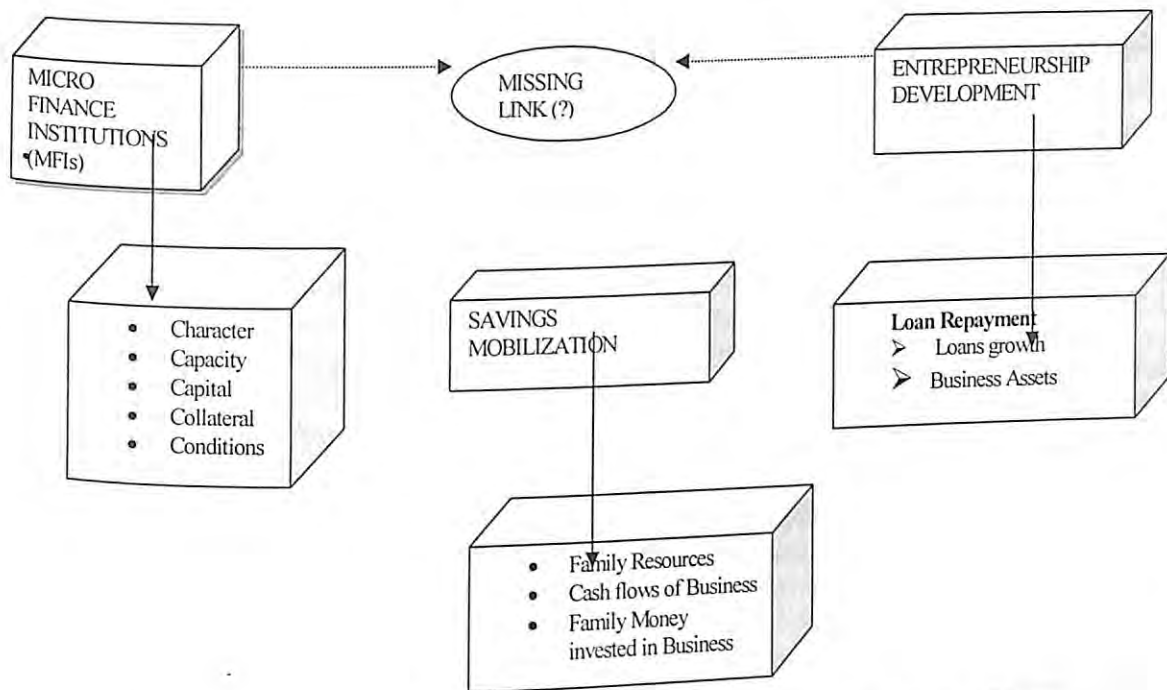 MICRO
FINANCE
INSTITUTIONS
(MFIs)
MISSING
LINK (?)
ENTREPRENEURSHIP
DEVELOPMENT
• Character
• Capacity
• Capital
• Collateral
• Conditions
SAVINGS
MOBILIZATION
Loan Repayment
➢ Loans growth
➢ Business Assets
• Family Resources
• Cash flows of Business
• Family Money
invested in Business